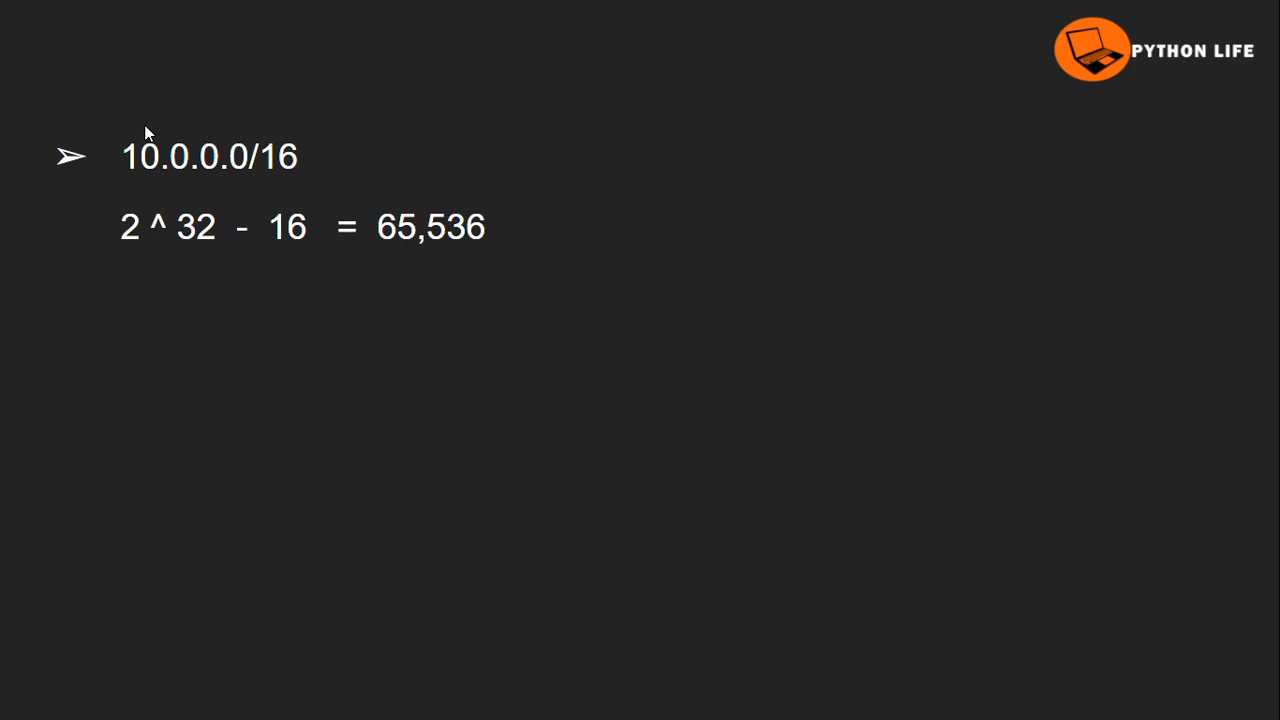 PYTHON LIFE
➢ 10.0.0.0/16
2 ^ 32 - 16 = 65,536